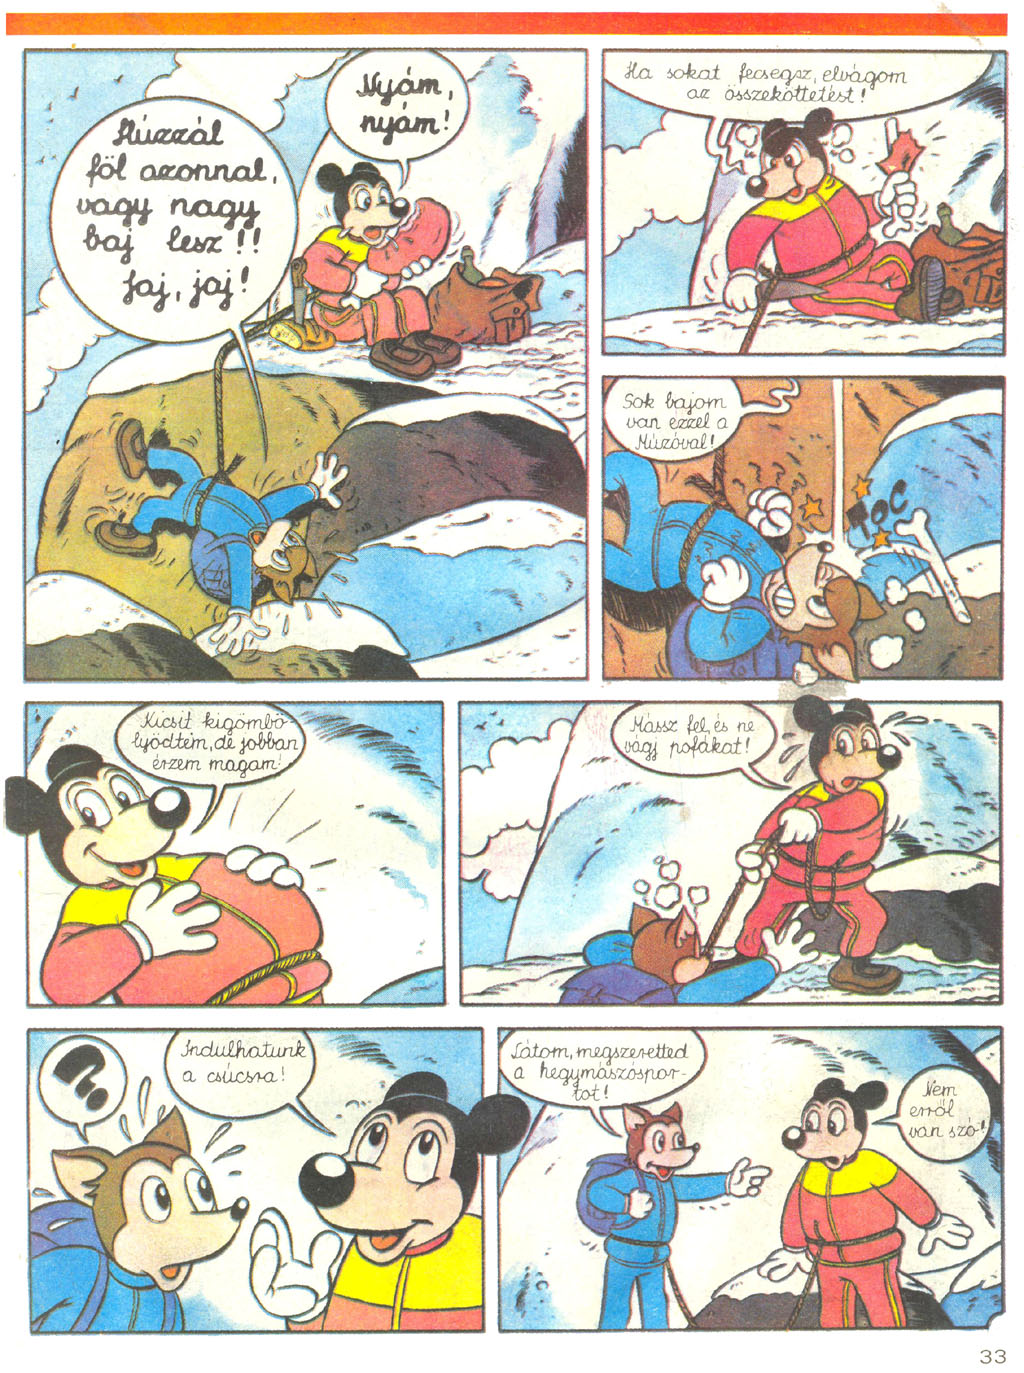 Nyám,
nyám!
Húzzál
föl azonnal,
vagy nagy
baj lesz!!
Jaj, jaj!
Ha sokat fecsegsz, elvágom
az összeköttetést!
Sok bajom
van ezzel a
Múzóval!
TOC
Kicsit kigömbö-
lyödtem, de jobban
érzem magam!
Mássz fel, és ne
vágj pofákat!
?
Indulhatunk
a csúcsra!
Látom, megszeretted
a hegymászóspor-
tot!
Nem
erről
van szó!
33